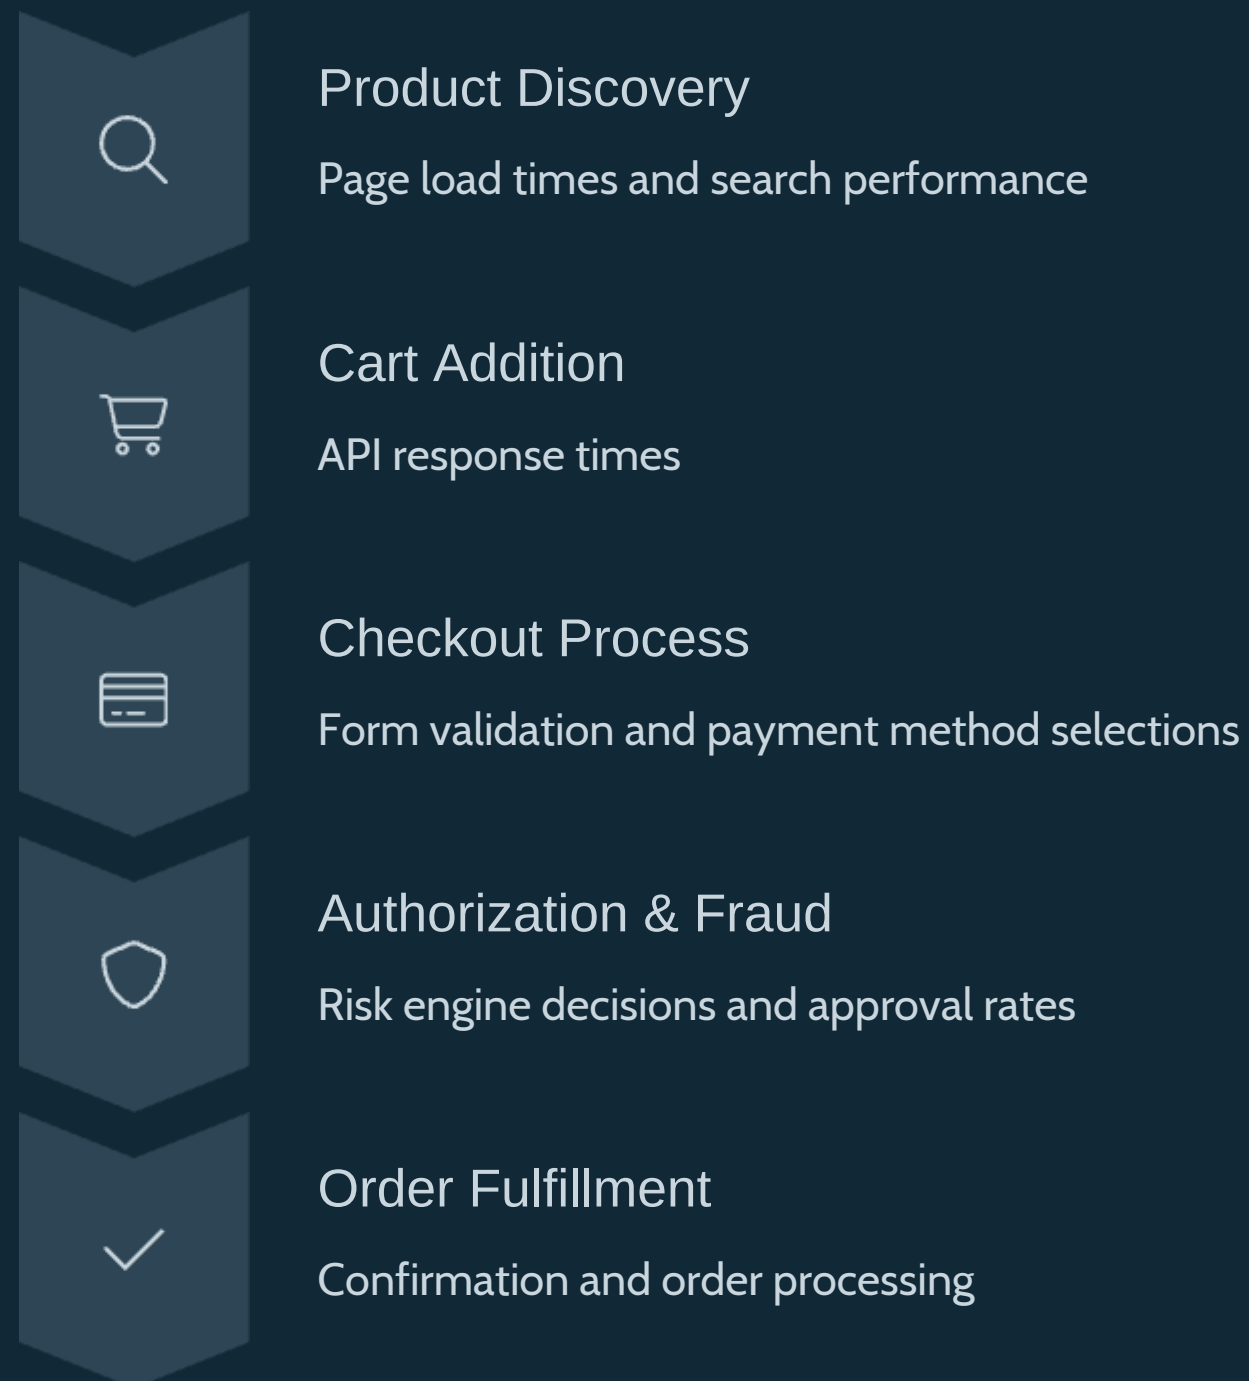 Product Discovery
Page load times and search performance
Cart Addition
API response times
Checkout Process
Form validation and payment method selections
Authorization & Fraud
Risk engine decisions and approval rates
Order Fulfillment
Confirmation and order processing